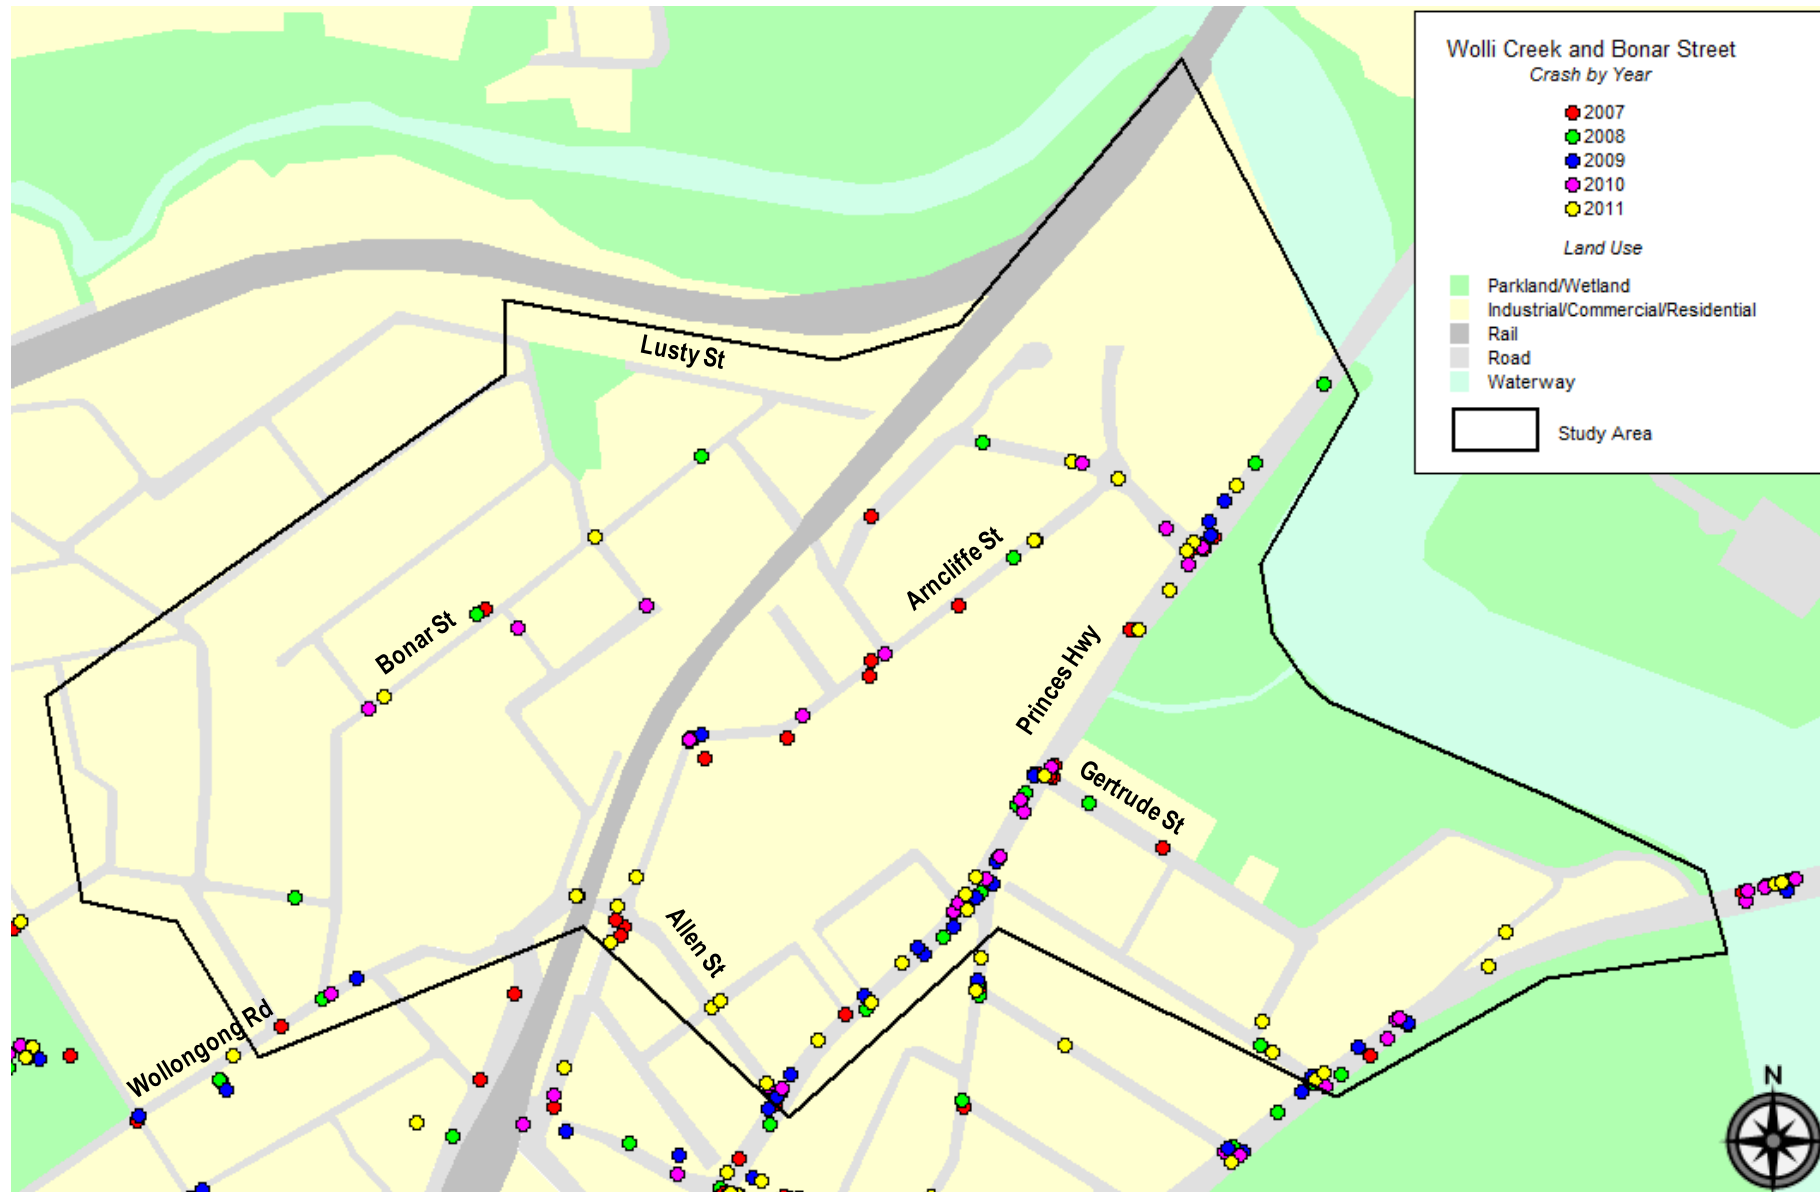 Wolli Creek and Bonar Street
Crash by Year
2007
2008
2009
2010
2011
Land Use
Parkland/Wetland
Industrial/Commercial/Residential
Rail
Road
Waterway
Study Area
Lusty St
Arncliffe St
Bonar St
Princes Hwy
Gertrude St
Allen St
Wollongong Rd
N